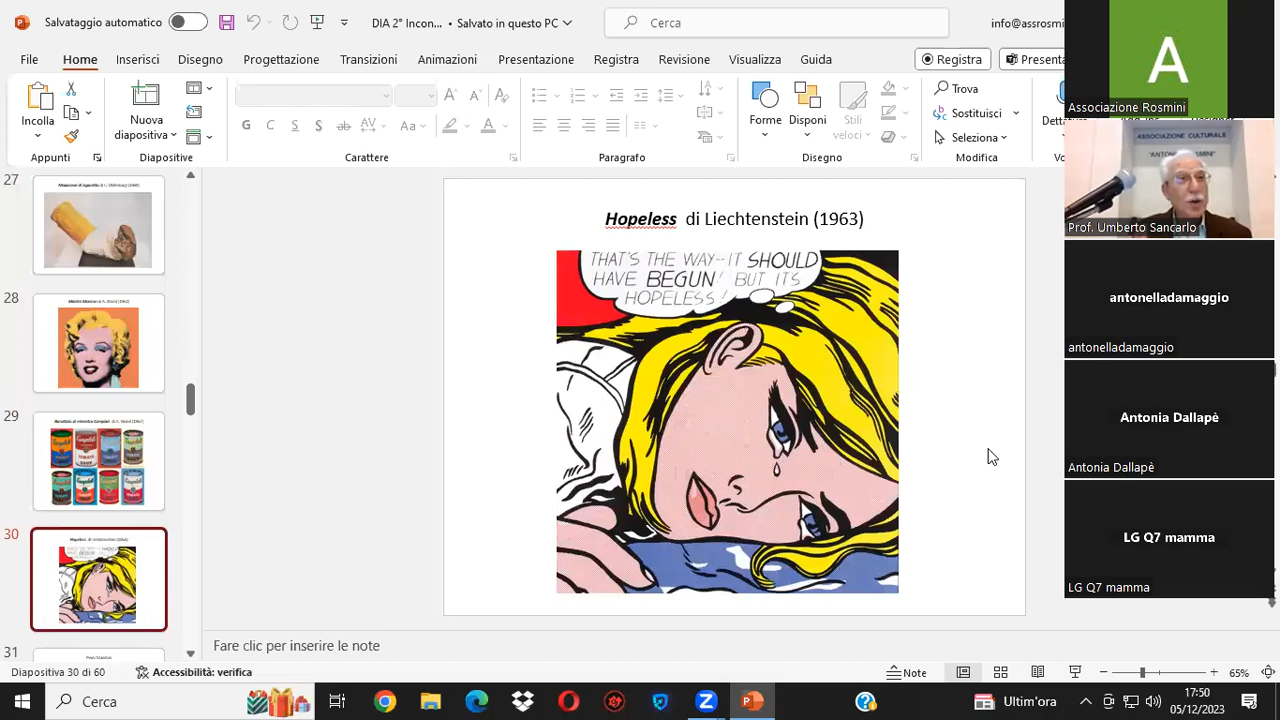 Salvataggio automatico
DIA 2° Incon... • Salvato in questo PC
Cerca
info@assrosmi
File
Home
Inserisci
Disegno
Progettazione
Transizioni
Animazioni
Presentazione
Registra
Revisione
Visualizza
Guida
Registra
Presenta
Incolla
Nuova
diapositiva
Forme
Disponi
Stili
veloci
Trova
Sostituisci
Seleziona
Appunti
Diapositive
Carattere
Paragrafo
Disegno
Modifica
27
28
29
30
31
Hopeless di Liechtenstein (1963)
THAT'S THE WAY--IT SHOULD
HAVE BEGUN! BUT IT'S
HOPELESS!
Fare clic per inserire le note
Diapositiva 30 di 60
Accessibilità: verifica
Note
65%
A
Associazione Rosmini
ASSOCIAZIONE CULTURALE
Prof. Umberto Sancarlo
antonelladamaggio
antonelladamaggio
Antonia Dallapè
Antonia Dallapè
LG Q7 mamma
LG Q7 mamma
Cerca
Ultim'ora
17:50
05/12/2023